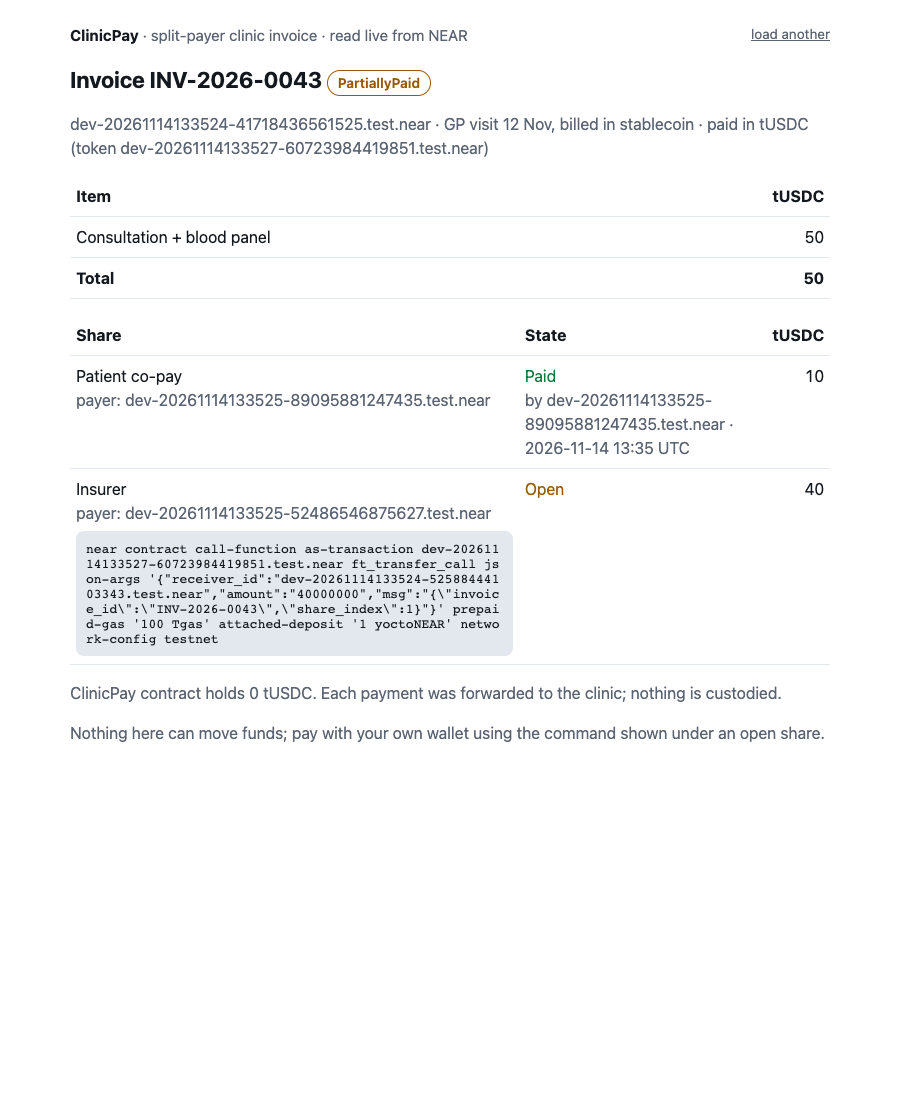 ClinicPay · split-payer clinic invoice · read live from NEAR
load another
Invoice INV-2026-0043 PartiallyPaid
dev-20261114133524-41718436561525.test.near · GP visit 12 Nov, billed in stablecoin · paid in tUSDC
(token dev-20261114133527-60723984419851.test.near)
Item tUSDC
Consultation + blood panel 50
Total 50
Share State tUSDC
Patient co-pay Paid 10
payer: dev-20261114133525-89095881247435.test.near
by dev-20261114133525-
89095881247435.test.near ·
2026-11-14 13:35 UTC
Insurer Open 40
payer: dev-20261114133525-52486546875627.test.near
near contract call-function as-transaction dev-202611
14133527-60723984419851.test.near ft_transfer_call js
on-args '{"receiver_id":"dev-20261114133524-525884441
03343.test.near","amount":"40000000","msg":"{\"invoic
e_id\":\"INV-2026-0043\",\"share_index\":1}"}' prepai
d-gas '100 Tgas' attached-deposit '1 yoctoNEAR' netwo
rk-config testnet
ClinicPay contract holds 0 tUSDC. Each payment was forwarded to the clinic; nothing is custodied.
Nothing here can move funds; pay with your own wallet using the command shown under an open share.